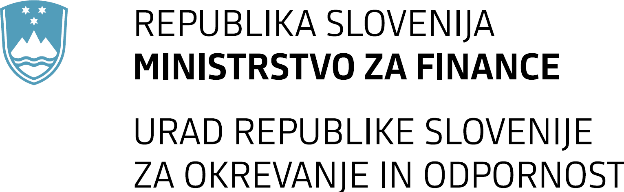 REPUBLIKA SLOVENIJA
MINISTRSTVO ZA FINANCE
URAD REPUBLIKE SLOVENIJE
ZA OKREVANJE IN ODPORNOST